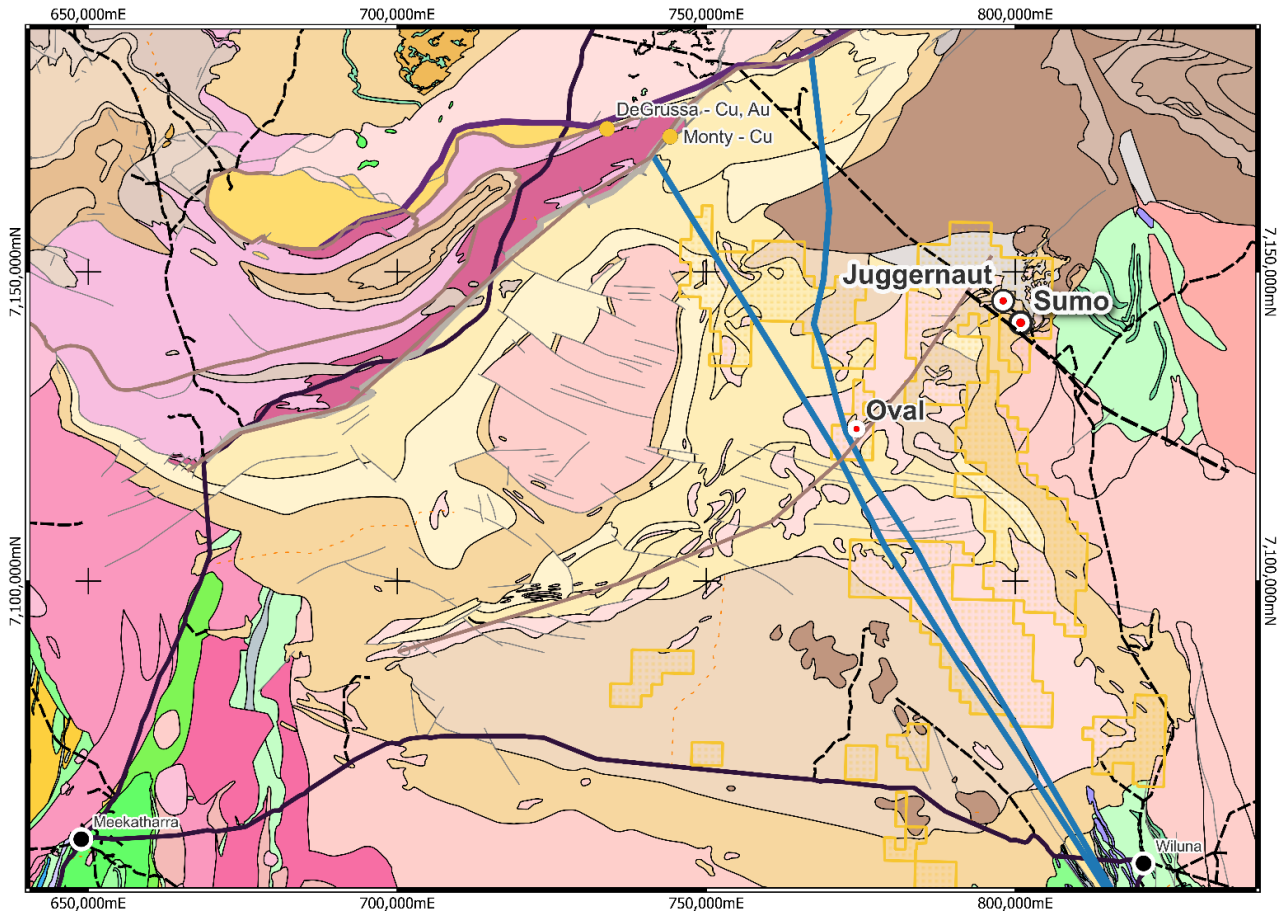 650,000mE
700,000mE
750,000mE
800,000mE
DeGrussa - Cu, Au
Monty - Cu
7,150,000mN
7,150,000mN
Juggernaut
Sumo
Oval
7,100,000mN
7,100,000mN
Meekatharra
Wiluna
650,000mE
700,000mE
750,000mE
800,000mE